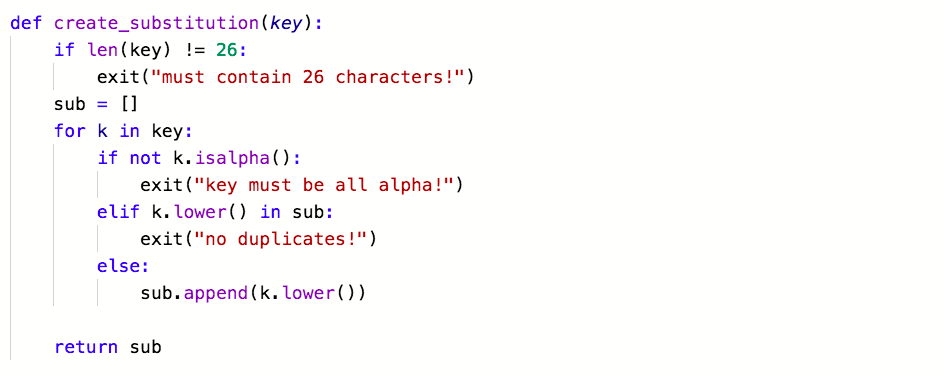 def create_substitution(key):
    if len(key) != 26:
        exit("must contain 26 characters!")
    sub = []
    for k in key:
        if not k.isalpha():
            exit("key must be all alpha!")
        elif k.lower() in sub:
            exit("no duplicates!")
        else:
            sub.append(k.lower())
    return sub